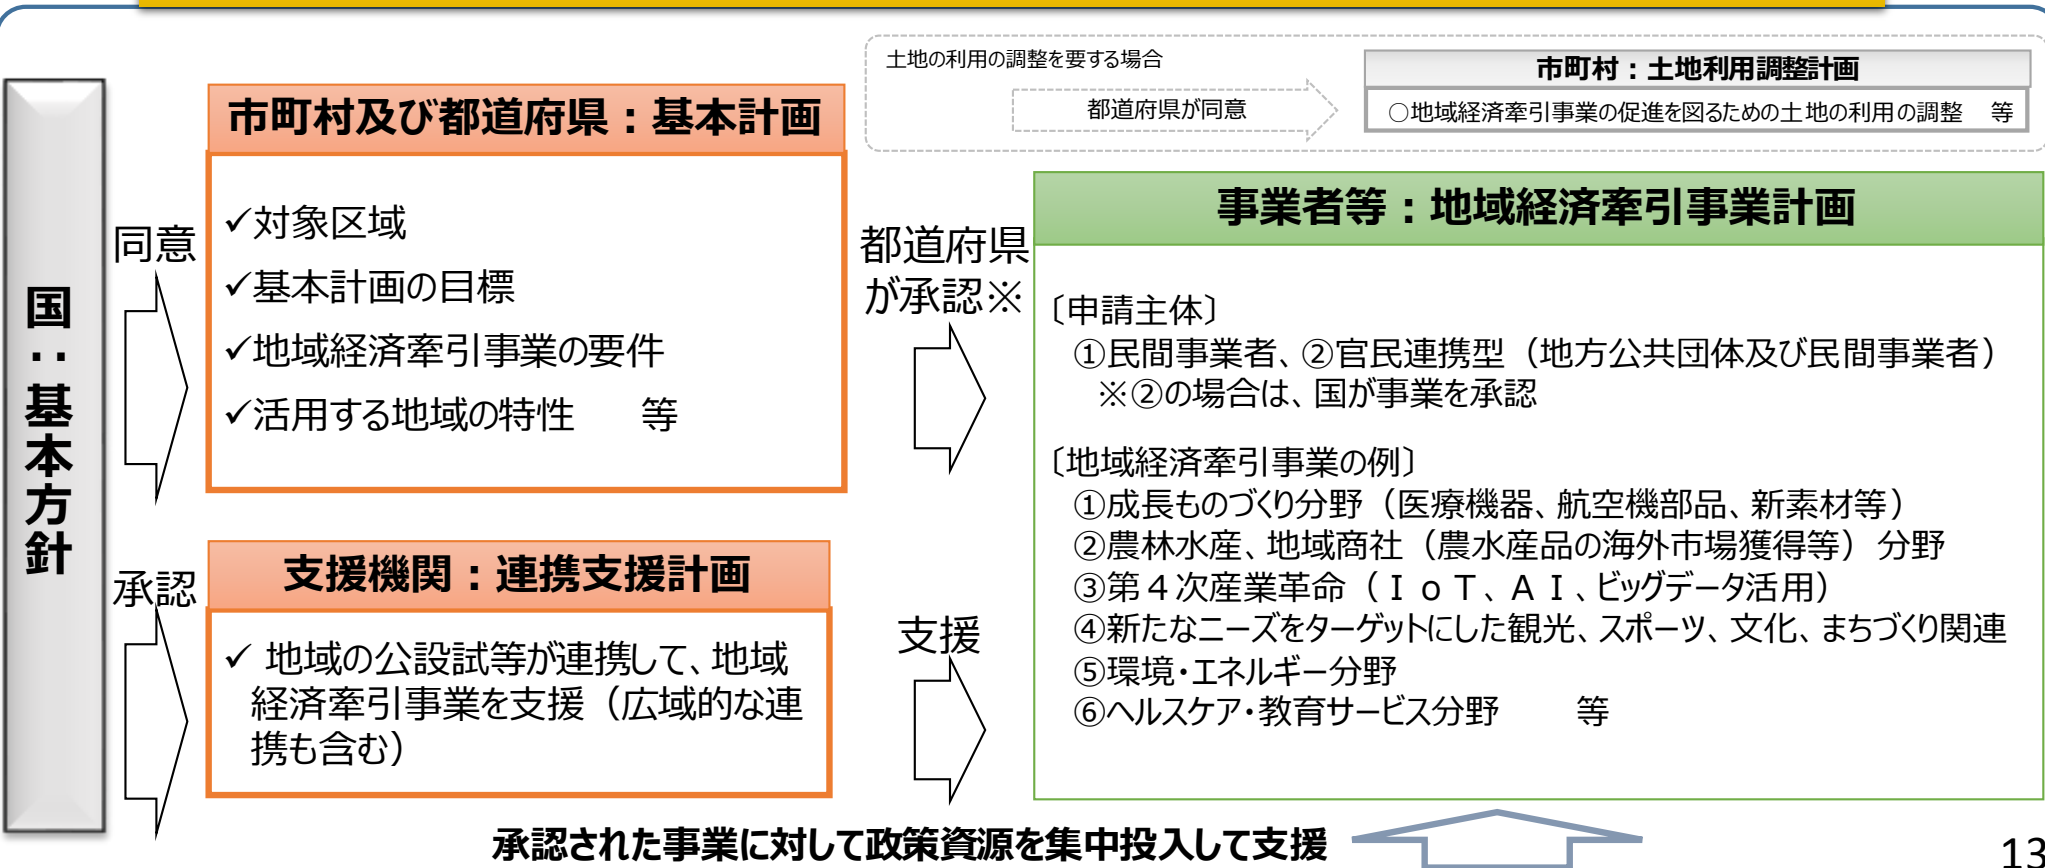 国：基本方針
同意
市町村及び都道府県：基本計画
✓対象区域
✓基本計画の目標
✓地域経済牽引事業の要件
✓活用する地域の特性　等
承認
支援機関：連携支援計画
✓ 地域の公設試等が連携して、地域
経済牽引事業を支援（広域的な連
携も含む）
土地の利用の調整を要する場合
都道府県が同意
市町村：土地利用調整計画
○地域経済牽引事業の促進を図るための土地の利用の調整　等
都道府県
が承認※
支援
事業者等：地域経済牽引事業計画
〔申請主体〕
①民間事業者、②官民連携型（地方公共団体及び民間事業者）
※②の場合は、国が事業を承認
〔地域経済牽引事業の例〕
①成長ものづくり分野（医療機器、航空機部品、新素材等）
②農林水産、地域商社（農水産品の海外市場獲得等）分野
③第４次産業革命（ＩｏＴ、ＡＩ、ビッグデータ活用）
④新たなニーズをターゲットにした観光、スポーツ、文化、まちづくり関連
⑤環境・エネルギー分野
⑥ヘルスケア・教育サービス分野　　等
承認された事業に対して政策資源を集中投入して支援
13